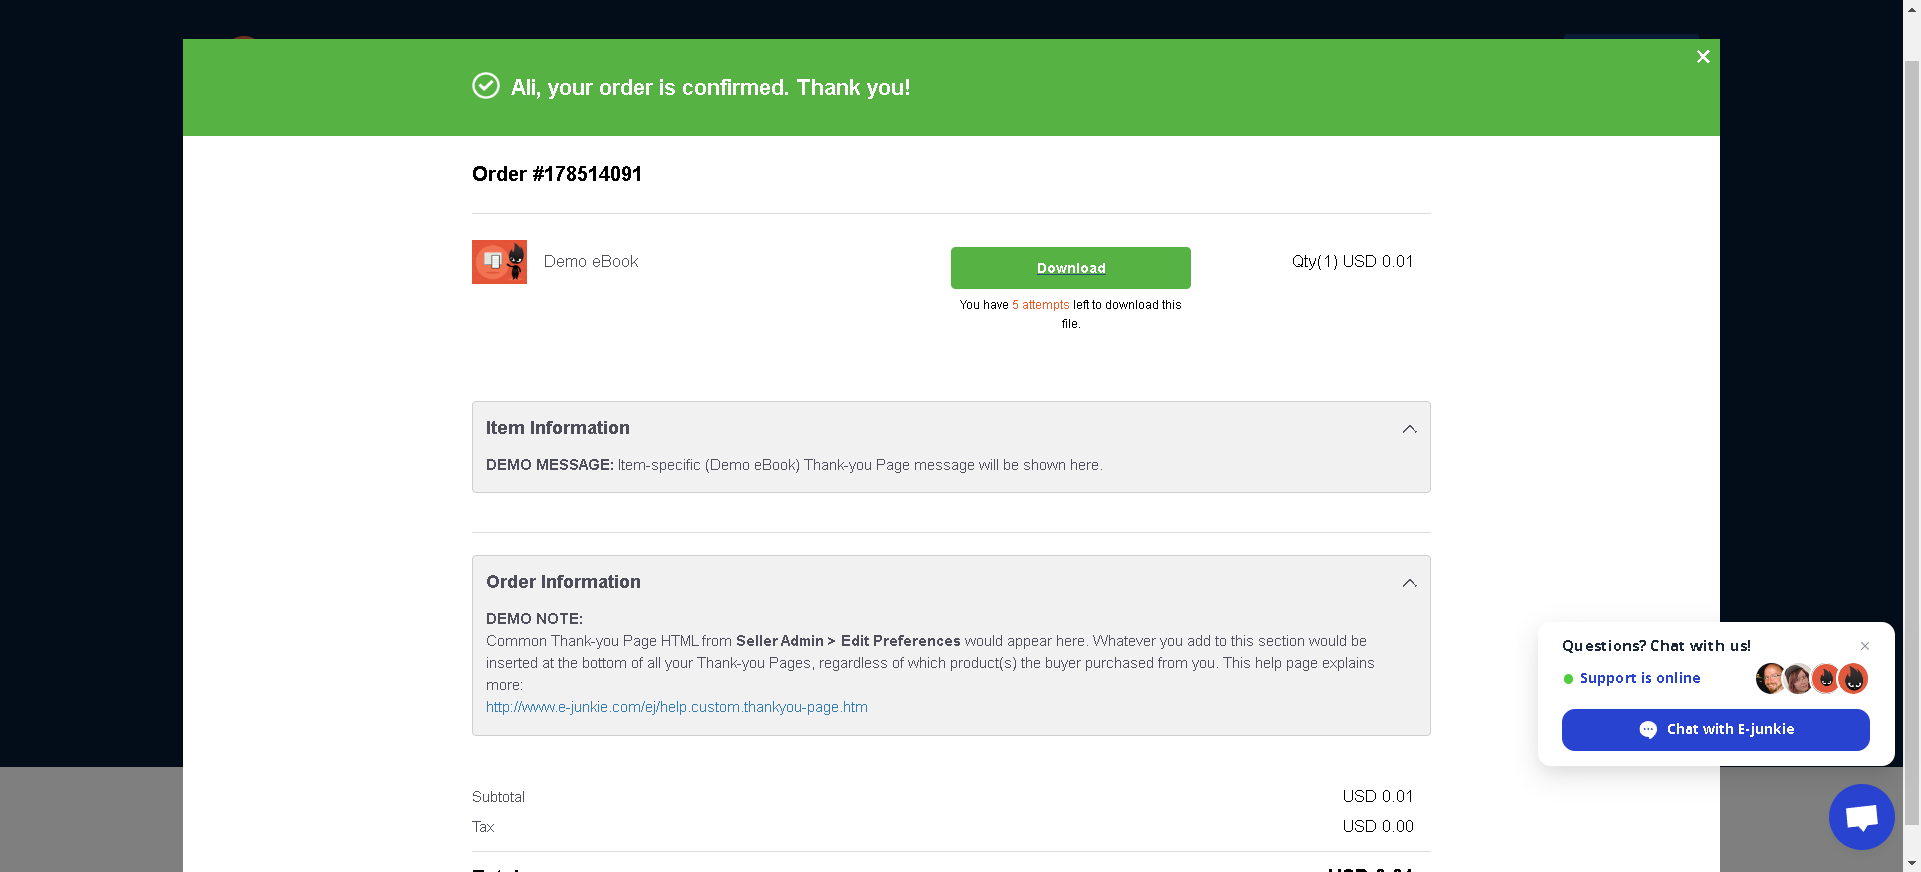 Ali, your order is confirmed. Thank you!
Order #178514091
Demo eBook
Download
Qty(1) USD 0.01
You have 5 attempts left to download this
file.
Item Information
DEMO MESSAGE: Item-specific (Demo eBook) Thank-you Page message will be shown here.
Order Information
DEMO NOTE:
Common Thank-you Page HTML from Seller Admin > Edit Preferences would appear here. Whatever you add to this section would be
inserted at the bottom of all your Thank-you Pages, regardless of which product(s) the buyer purchased from you. This help page explains
more:
http://www.e-junkie.com/ej/help.custom.thankyou-page.htm
Questions? Chat with us!
Support is online
Chat with E-junkie
Subtotal USD 0.01
Tax USD 0.00